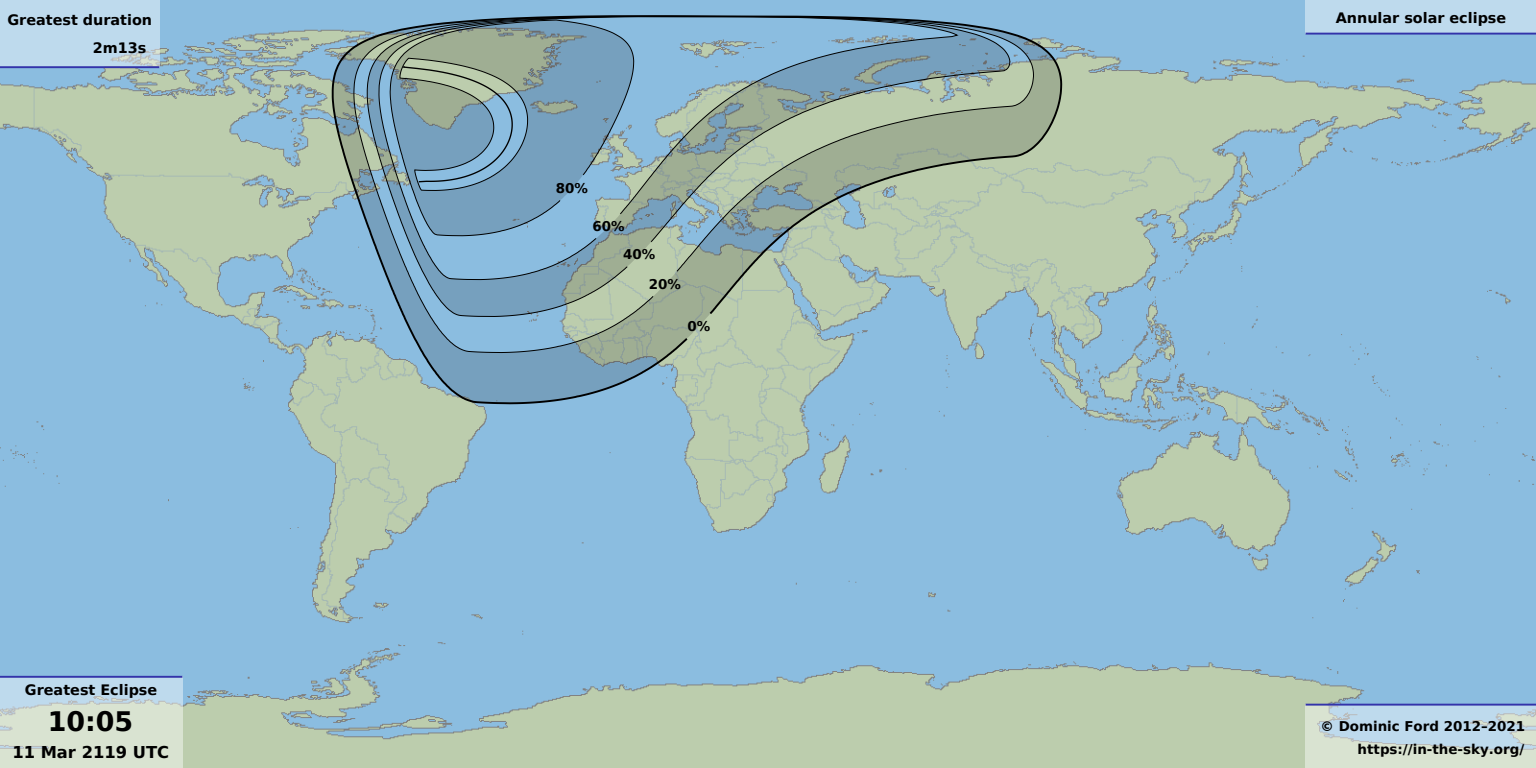 Greatest duration
2m13s
Annular solar eclipse
80%
60%
40%
20%
0%
Greatest Eclipse
10:05
11 Mar 2119 UTC
© Dominic Ford 2012–2021
https://in-the-sky.org/